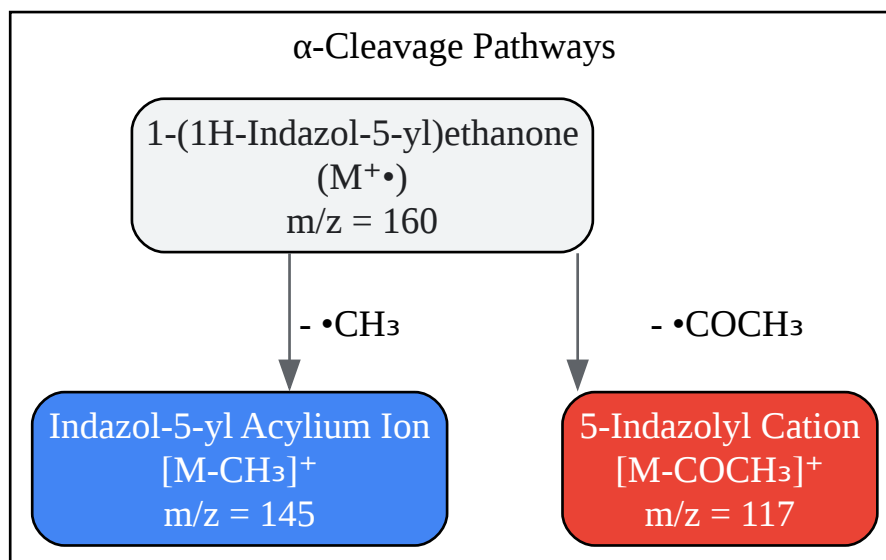 α-Cleavage Pathways
1-(1H-Indazol-5-yl)ethanone
(M⁺•)
m/z = 160
- •CH₃
- •COCH₃
Indazol-5-yl Acylium Ion
[M-CH₃]⁺
m/z = 145
5-Indazolyl Cation
[M-COCH₃]⁺
m/z = 117